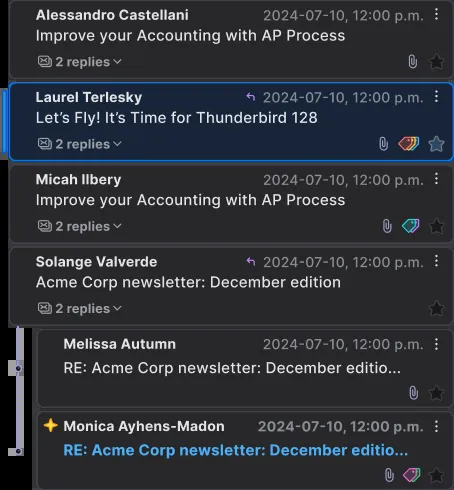 Alessandro Castellani 2024-07-10, 12:00 p.m.
Improve your Accounting with AP Process
2 replies
Laurel Terlesky 2024-07-10, 12:00 p.m.
Let's Fly! It's Time for Thunderbird 128
2 replies
Micah Ilbery 2024-07-10, 12:00 p.m.
Improve your Accounting with AP Process
2 replies
Solange Valverde 2024-07-10, 12:00 p.m.
Acme Corp newsletter: December edition
2 replies
Melissa Autumn 2024-07-10, 12:00 p.m.
RE: Acme Corp newsletter: December editio...
Monica Ayhens-Madon 2024-07-10, 12:00 p.m.
RE: Acme Corp newsletter: December editio...